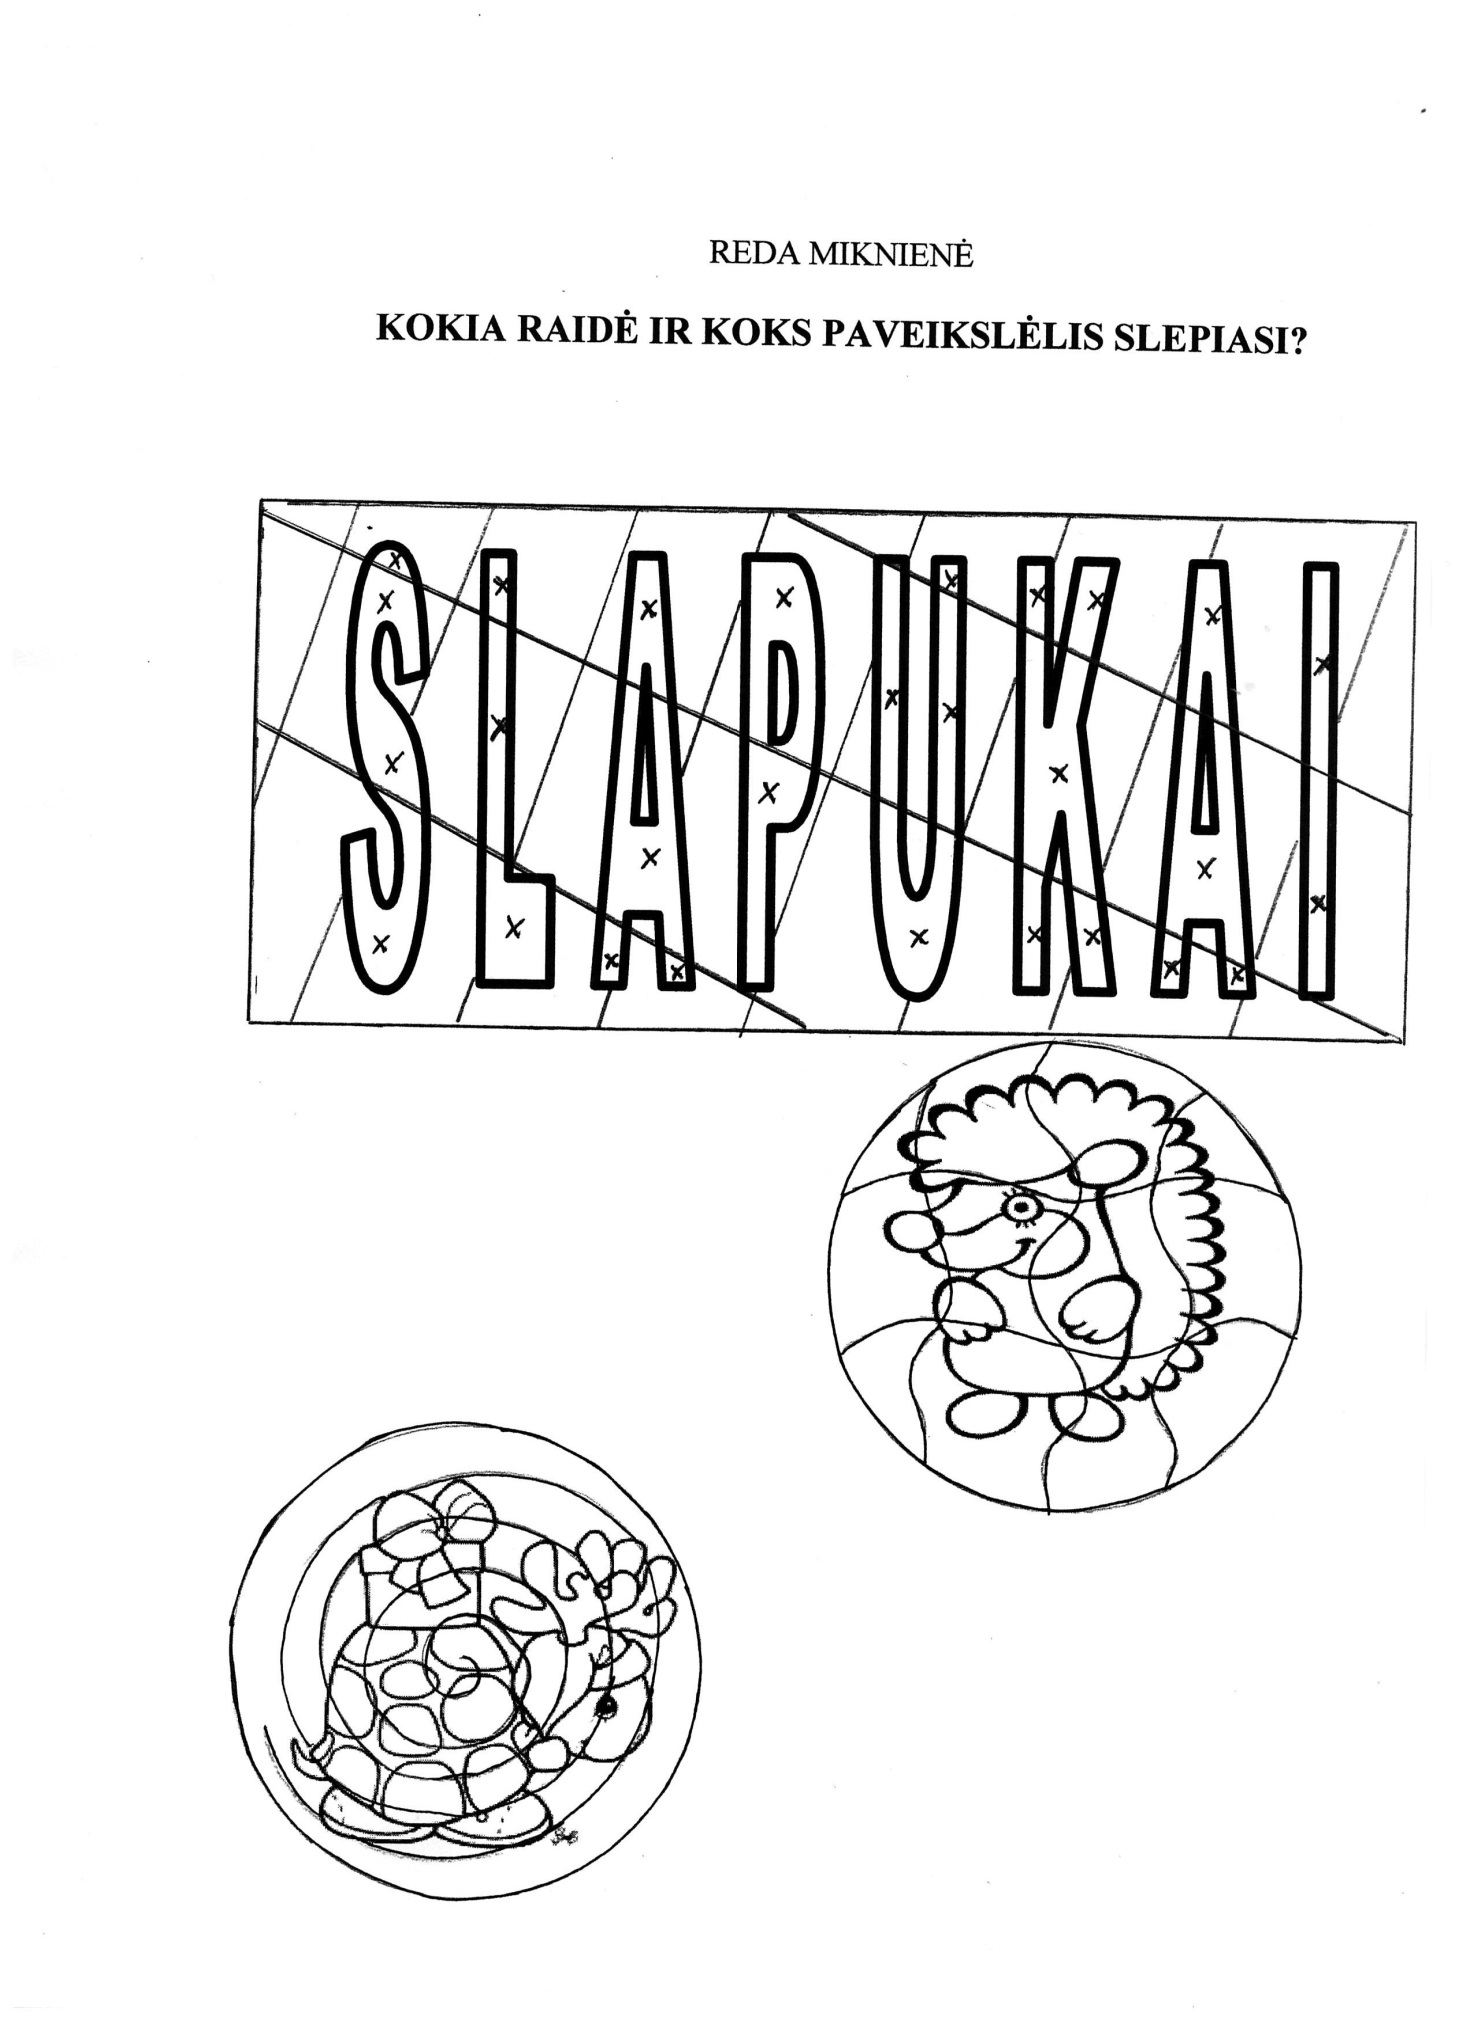 REDA MIKNIENĖ
KOKIA RAIDĖ IR KOKS PAVEIKSLĖLIS SLEPIASI?
SLAPUKAI